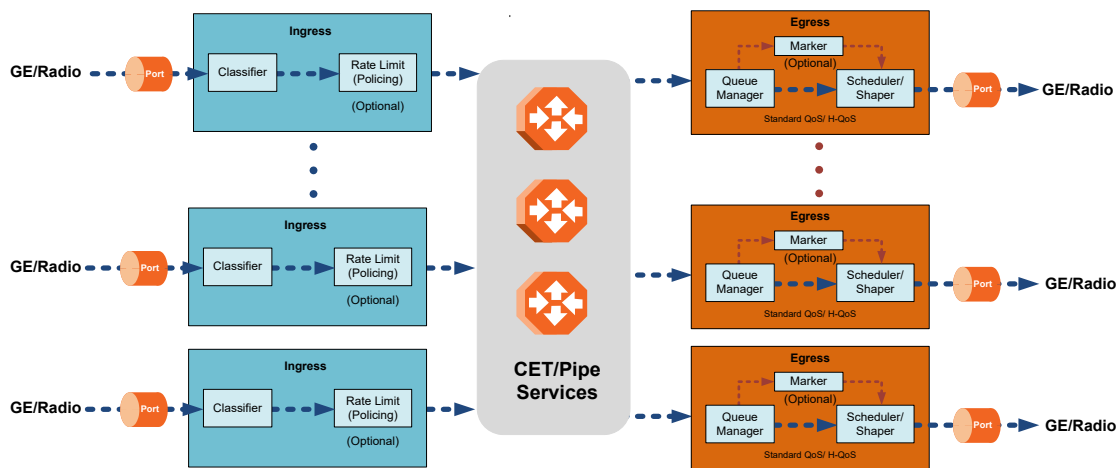 Ingress
GE/Radio
Port
Classifier
Rate Limit
(Policing)
(Optional)
Ingress
GE/Radio
Port
Classifier
Rate Limit
(Policing)
(Optional)
Ingress
GE/Radio
Port
Classifier
Rate Limit
(Policing)
(Optional)
CET/Pipe
Services
Egress
Marker
(Optional)
Queue
Manager
Scheduler/
Shaper
Standard QoS/ H-QoS
Port
GE/Radio
Egress
Marker
(Optional)
Queue
Manager
Scheduler/
Shaper
Standard QoS/ H-QoS
Port
GE/Radio
Egress
Marker
(Optional)
Queue
Manager
Scheduler/
Shaper
Standard QoS/ H-QoS
Port
GE/Radio